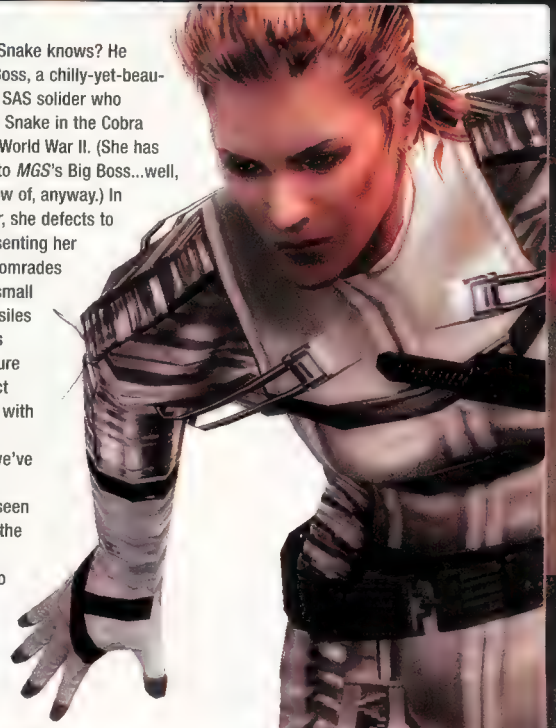 Snake knows? He
Boss, a chilly-yet-beau-
SAS solider who
Snake in the Cobra
World War II. (She has
to MGS's Big Boss...well,
w of, anyway.) In
r, she defects to
senting her
omrades
small
siles
s
ure
ct
with
ve've
seen
the
o